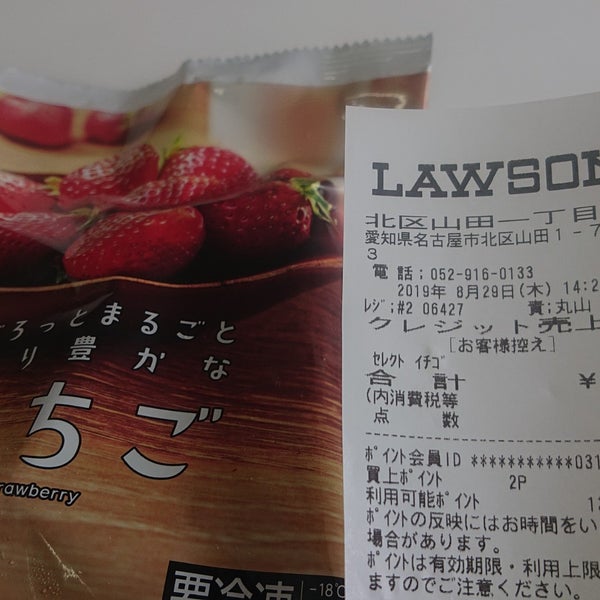 ごろっとまるごと
り豊かな
ちご
rawberry
要冷凍 -18℃
LAWSON
北区山田一丁目
愛知県名古屋市北区山田1-7
3
電話:052-916-0133
2019年 8月29日(木) 14:2
レジ:#2 06427 責:丸山
クレジット売上
[お客様控え]
セレクト イチゴ
合 計 ¥
(内消費税等
点 数
ポイント会員ID ***********031
買上ポイント 2P
利用可能ポイント 1
ポイントの反映にはお時間をい
場合があります。
ポイントは有効期限・利用上限
ますのでご注意ください。